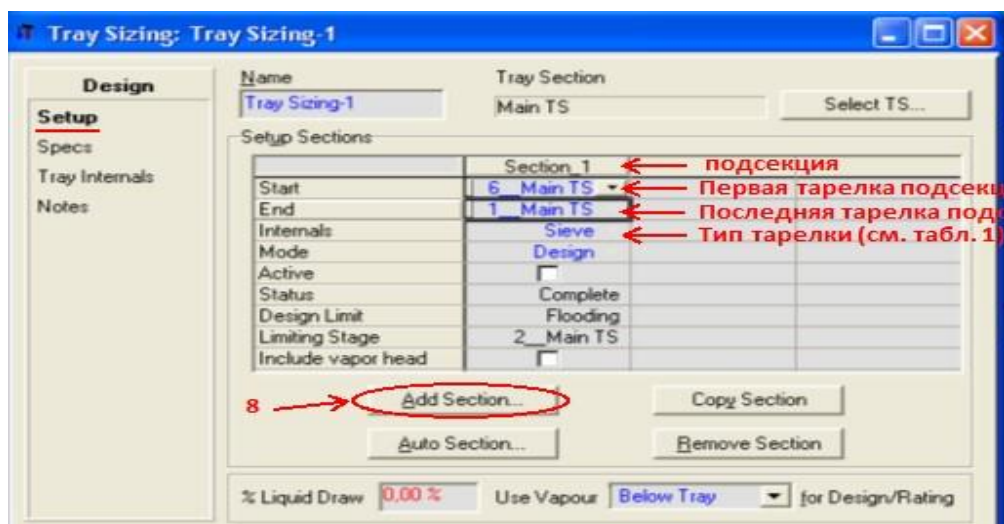 Tray Sizing: Tray Sizing-1
Design
Setup
Specs
Tray Internals
Notes
Name
Tray Sizing-1
Tray Section
Main TS
Select TS...
Setup Sections
Section_1 подсекция
Start 6__Main TS Первая тарелка подсекц
End 1__Main TS Последняя тарелка подс
Internals Sieve Тип тарелки (см. табл. 1)
Mode Design
Active
Status Complete
Design Limit Flooding
Limiting Stage 2__Main TS
Include vapor head
8 Add Section... Copy Section
Auto Section... Remove Section
% Liquid Draw 0,00 % Use Vapour Below Tray for Design/Rating